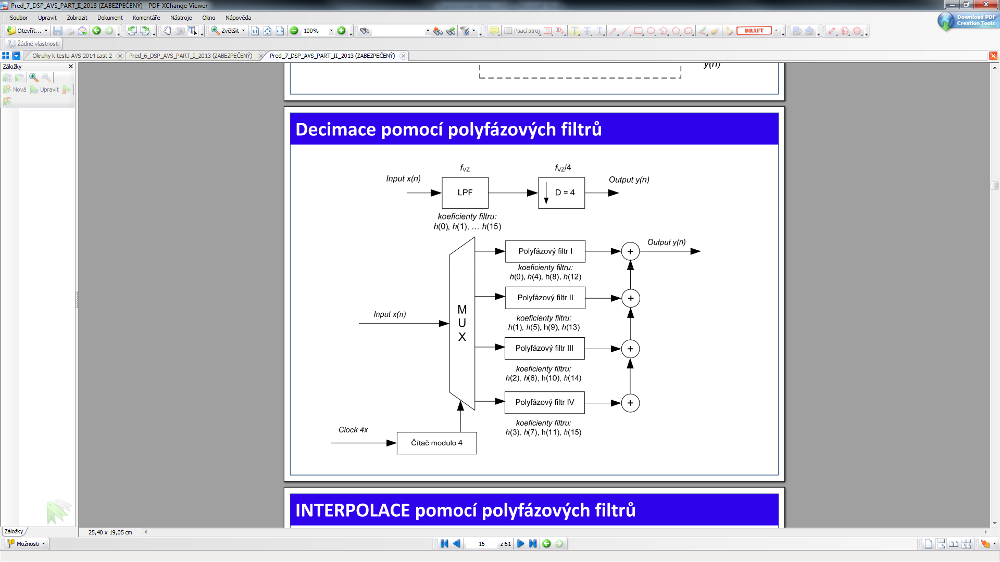 Pred_7_DSP_AVS_PART_II_2013 (ZABEZPEČENÝ) - PDF-XChange Viewer
Soubor Upravit Zobrazit Dokument Komentáře Nástroje Okno Nápověda
Download PDF
Creation Tools
Otevřít... Zvětšit 100% Psací stroj DRAFT
Žádné vlastnosti
Okruhy k testu AVS 2014 cast 2 Pred_6_DSP_AVS_PART_I_2013 (ZABEZPEČENÝ) Pred_7_DSP_AVS_PART_II_2013 (ZABEZPEČENÝ)
Záložky
Nová Upravit
y(n)
Decimace pomocí polyfázových filtrů
fVZ fVZ/4
Input x(n) LPF D = 4 Output y(n)
koeficienty filtru:
h(0), h(1), … h(15)
Polyfázový filtr I
Output y(n)
koeficienty filtru:
h(0), h(4), h(8), h(12)
Polyfázový filtr II
koeficienty filtru:
h(1), h(5), h(9), h(13)
Input x(n)
M
U
X
Polyfázový filtr III
koeficienty filtru:
h(2), h(6), h(10), h(14)
Polyfázový filtr IV
koeficienty filtru:
h(3), h(7), h(11), h(15)
+
+
+
+
Clock 4x
Čítač modulo 4
INTERPOLACE pomocí polyfázových filtrů
Záložky
25,40 x 19,05 cm
Možnosti
16 z 61